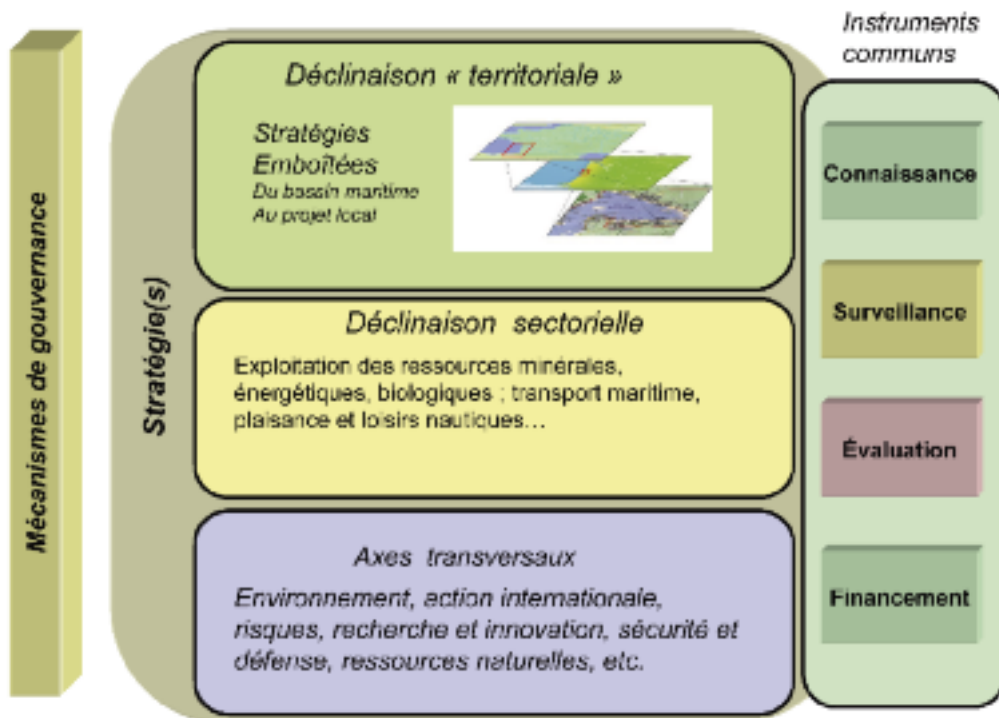 Mécanismes de gouvernance
Stratégie(s)
Déclinaison « territoriale »
Stratégies
Emboîtées
Du bassin maritime
Au projet local
Déclinaison sectorielle
Exploitation des ressources minérales,
énergétiques, biologiques ; transport maritime,
plaisance et loisirs nautiques…
Axes transversaux
Environnement, action internationale,
risques, recherche et innovation, sécurité et
défense, ressources naturelles, etc.
Instruments
communs
Connaissance
Surveillance
Évaluation
Financement